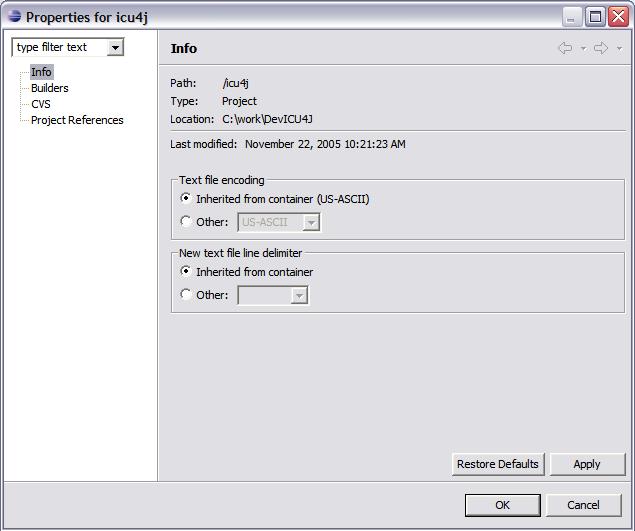 Properties for icu4j
type filter text
Info
Builders
CVS
Project References
Info
Path: /icu4j
Type: Project
Location: C:\work\DevICU4J
Last modified: November 22, 2005 10:21:23 AM
Text file encoding
Inherited from container (US-ASCII)
Other: US-ASCII
New text file line delimiter
Inherited from container
Other:
Restore Defaults Apply
OK Cancel